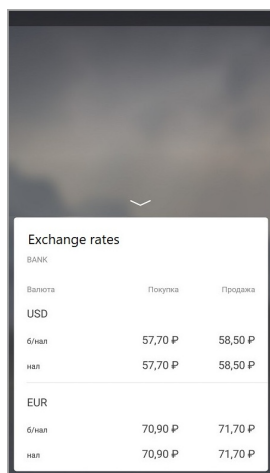 Exchange rates
BANK
Валюта Покупка Продажа
USD
б/нал 57,70 ₽ 58,50 ₽
нал 57,70 ₽ 58,50 ₽
EUR
б/нал 70,90 ₽ 71,70 ₽
нал 70,90 ₽ 71,70 ₽